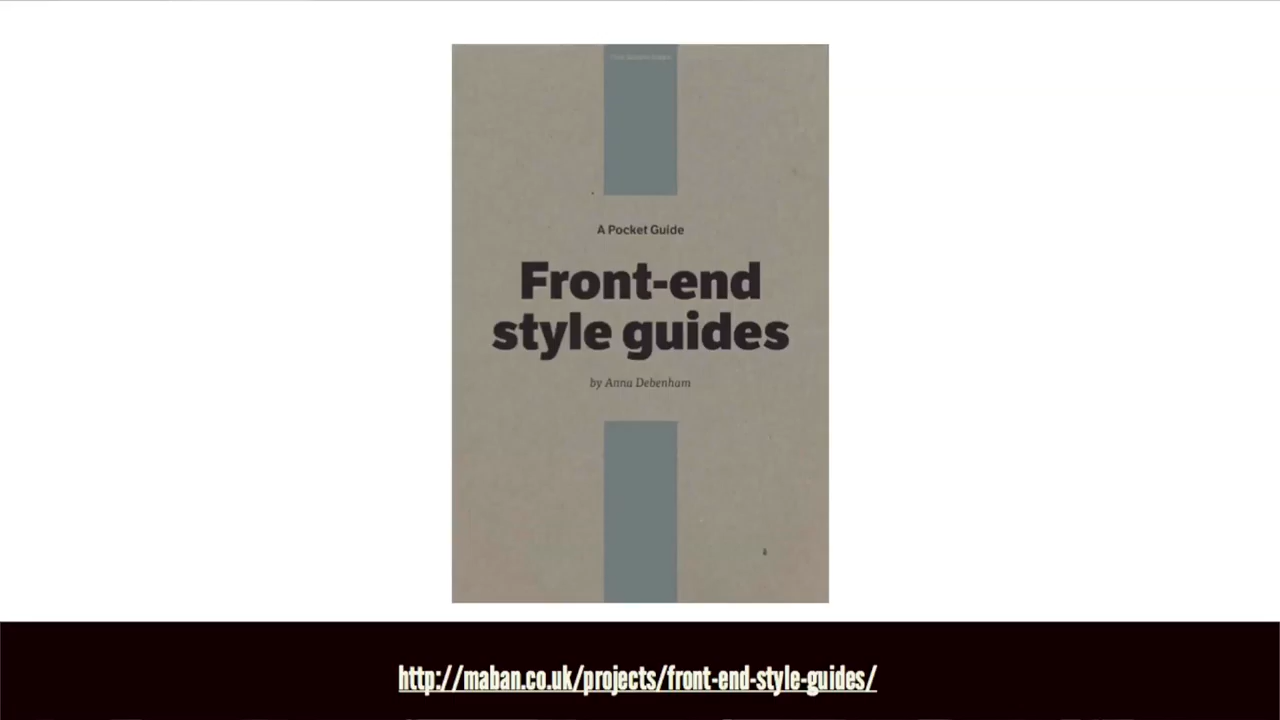 A Pocket Guide
Front-end
style guides
by Anna Debenham
http://maban.co.uk/projects/front-end-style-guides/